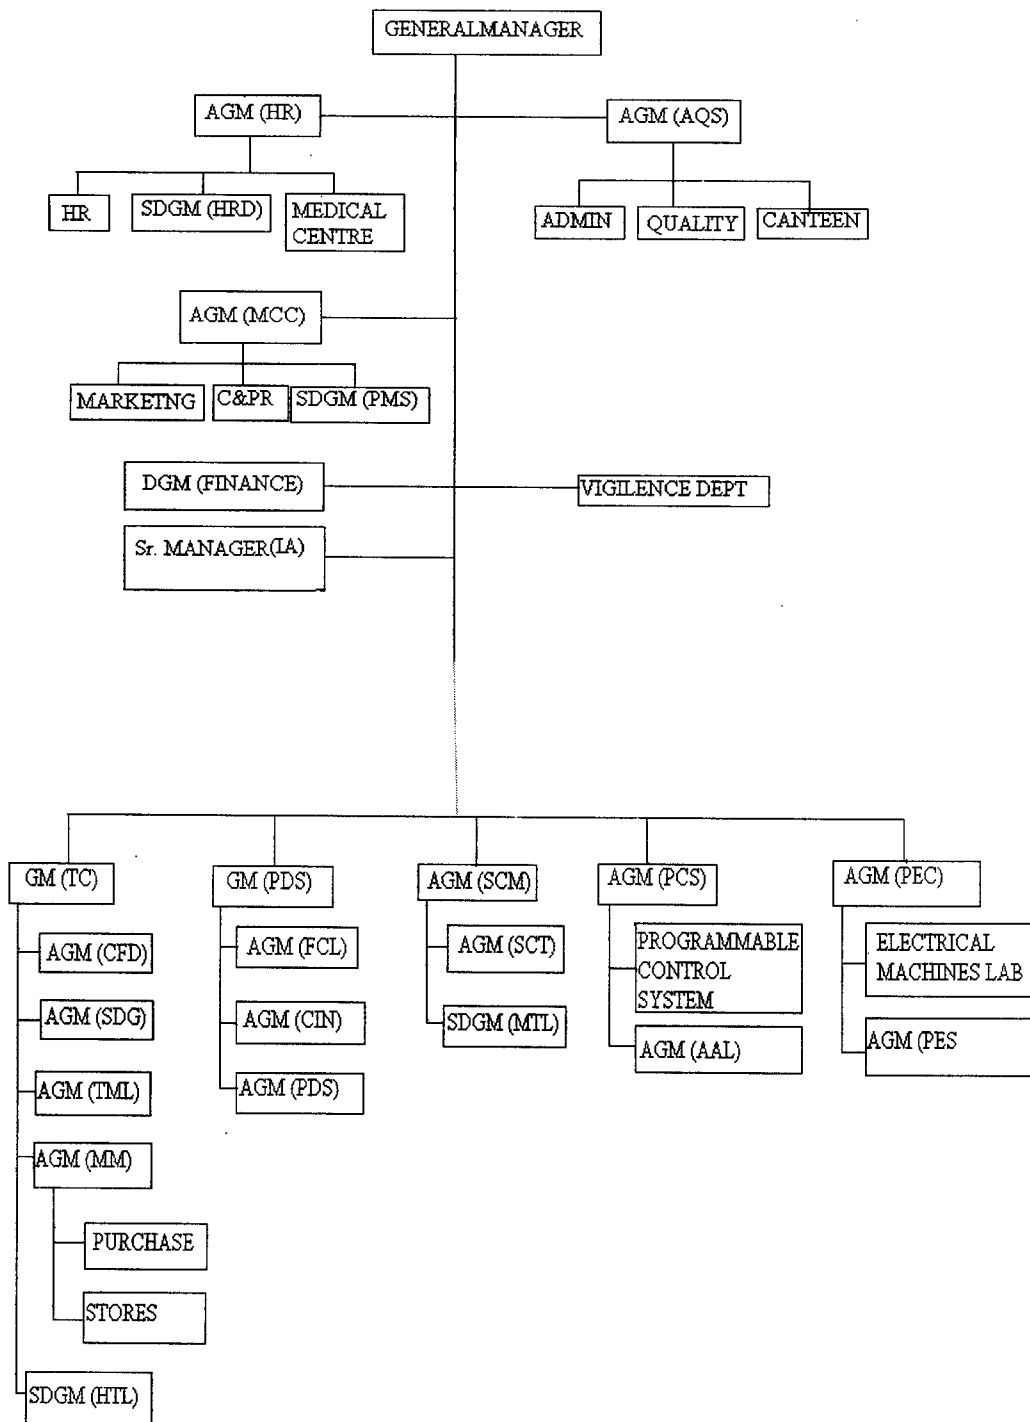 GENERALMANAGER
AGM (HR)
AGM (AQS)
HR
SDGM (HRD)
MEDICAL
CENTRE
ADMIN
QUALITY
CANTEEN
AGM (MCC)
MARKETNG
C&PR
SDGM (PMS)
DGM (FINANCE)
VIGILENCE DEPT
Sr. MANAGER(IA)
GM (TC)
GM (PDS)
AGM (SCM)
AGM (PCS)
AGM (PEC)
AGM (CFD)
AGM (SDG)
AGM (TML)
AGM (MM)
PURCHASE
STORES
SDGM (HTL)
AGM (FCL)
AGM (CIN)
AGM (PDS)
AGM (SCT)
SDGM (MTL)
PROGRAMMABLE
CONTROL
SYSTEM
AGM (AAL)
ELECTRICAL
MACHINES LAB
AGM (PES